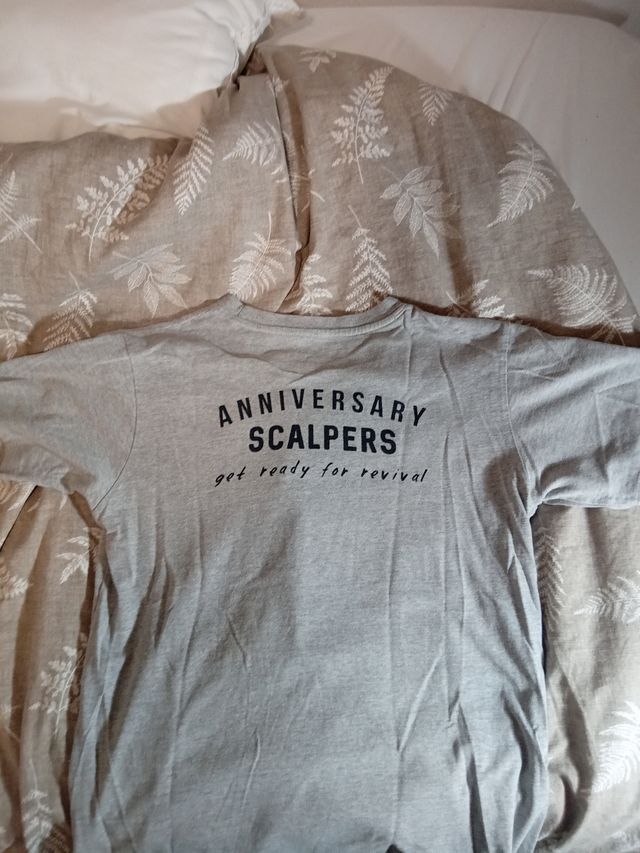 ANNIVERSARY
SCALPERS
get ready for revival